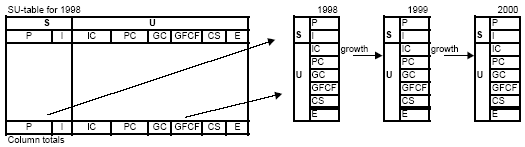 SU-table for 1998
S U
P I IC PC GC GFCF CS E
P I IC PC GC GFCF CS E
Column totals
1998
S
U
P
I
IC
PC
GC
GFCF
CS
E
growth
1999
S
U
P
I
IC
PC
GC
GFCF
CS
E
growth
2000
S
U
P
I
IC
PC
GC
GFCF
CS
E